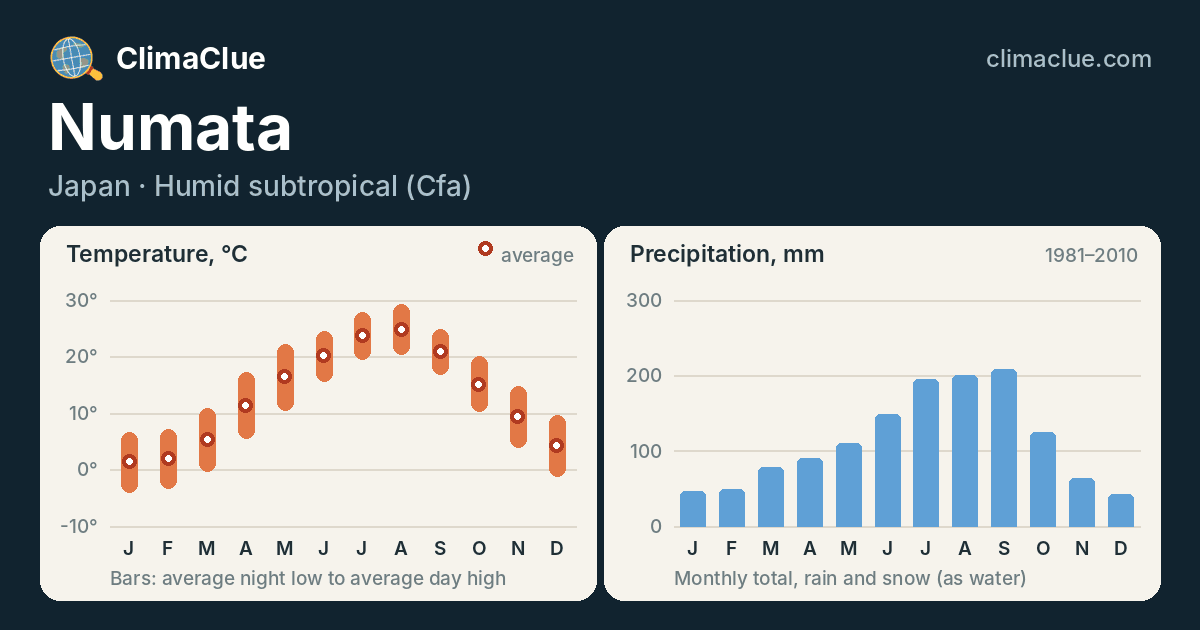 ClimaClue
climaclue.com
Numata
Japan · Humid subtropical (Cfa)
Temperature, °C
average
30°
20°
10°
0°
-10°
J F M A M J J A S O N D
Bars: average night low to average day high
Precipitation, mm
1981–2010
300
200
100
0
J F M A M J J A S O N D
Monthly total, rain and snow (as water)